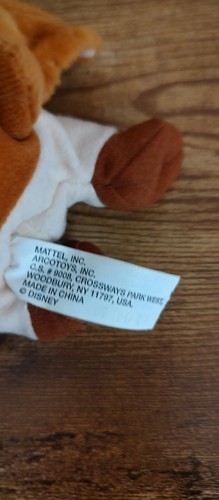 MATTEL, INC.
ARCOTOYS, INC.
C.S. # 9008, CROSSWAYS PARK WEST,
WOODBURY, NY 11797, USA.
MADE IN CHINA
© DISNEY